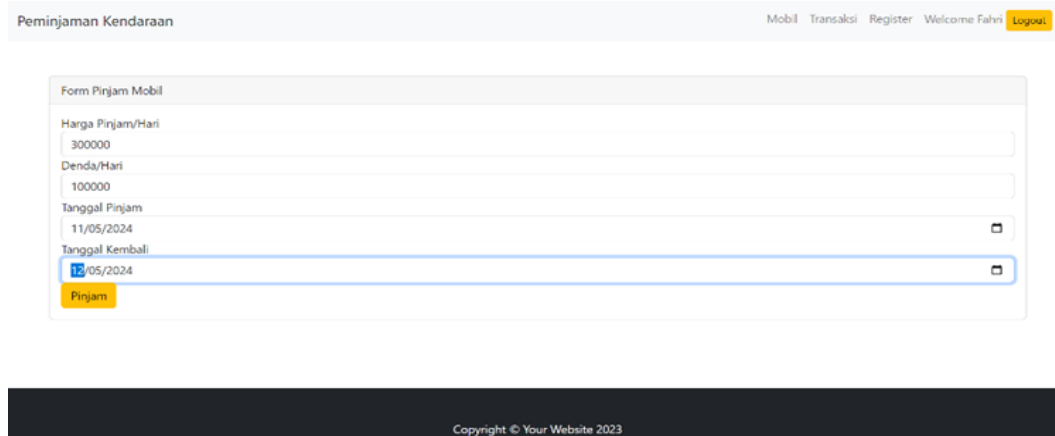 Peminjaman Kendaraan
Mobil Transaksi Register Welcome Fahri Logout
Form Pinjam Mobil
Harga Pinjam/Hari
300000
Denda/Hari
100000
Tanggal Pinjam
11/05/2024
Tanggal Kembali
12/05/2024
Pinjam
Copyright © Your Website 2023